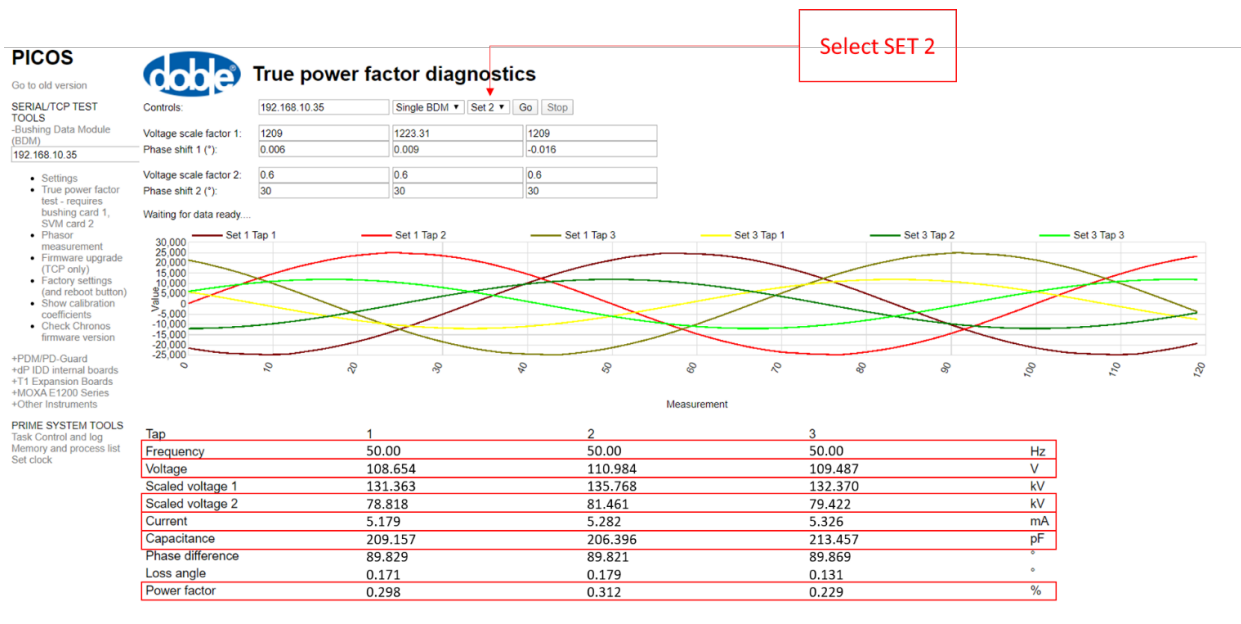 Select SET 2
PICOS
Go to old version
SERIAL/TCP TEST
TOOLS
-Bushing Data Module
(BDM)
192.168.10.35
• Settings
• True power factor
test - requires
bushing card 1,
SVM card 2
• Phasor
measurement
• Firmware upgrade
(TCP only)
• Factory settings
(and reboot button)
• Show calibration
coefficients
• Check Chronos
firmware version
+PDM/PD-Guard
+dP IDD internal boards
+T1 Expansion Boards
+MOXA E1200 Series
+Other Instruments
PRIME SYSTEM TOOLS
Task Control and log
Memory and process list
Set clock
doble
True power factor diagnostics
Controls: 192.168.10.35 Single BDM Set 2 Go Stop
Voltage scale factor 1: 1209 1223.31 1209
Phase shift 1 (°): 0.006 0.009 -0.016
Voltage scale factor 2: 0.6 0.6 0.6
Phase shift 2 (°): 30 30 30
Waiting for data ready....
Set 1 Tap 1 Set 1 Tap 2 Set 1 Tap 3 Set 3 Tap 1 Set 3 Tap 2 Set 3 Tap 3
Value
30,000
25,000
20,000
15,000
10,000
5,000
0
-5,000
-10,000
-15,000
-20,000
-25,000
0 10 20 30 40 50 60 70 80 90 100 110 120
Measurement
Tap 1 2 3
Frequency 50.00 50.00 50.00 Hz
Voltage 108.654 110.984 109.487 V
Scaled voltage 1 131.363 135.768 132.370 kV
Scaled voltage 2 78.818 81.461 79.422 kV
Current 5.179 5.282 5.326 mA
Capacitance 209.157 206.396 213.457 pF
Phase difference 89.829 89.821 89.869 °
Loss angle 0.171 0.179 0.131 °
Power factor 0.298 0.312 0.229 %